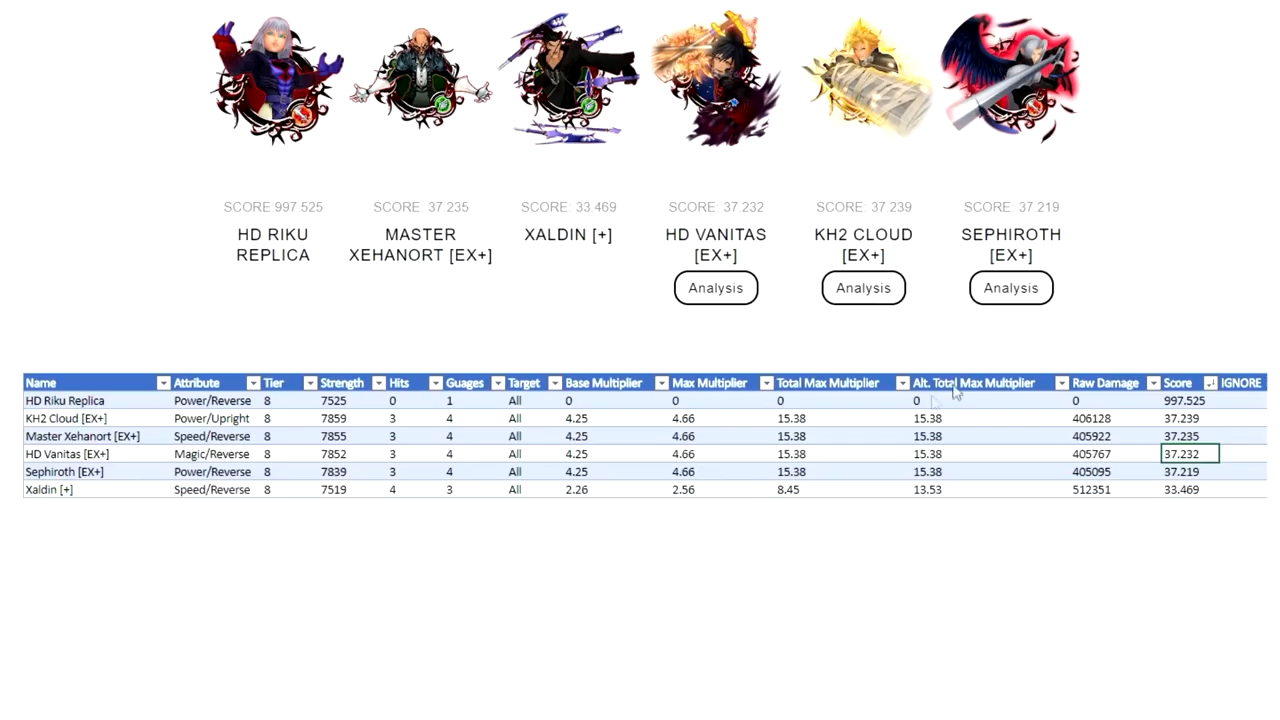 SCORE:997.525 SCORE: 37.235 SCORE: 33.469 SCORE: 37.232 SCORE: 37.239 SCORE: 37.219
HD RIKU REPLICA
MASTER XEHANORT [EX+]
XALDIN [+]
HD VANITAS [EX+]
Analysis
KH2 CLOUD [EX+]
Analysis
SEPHIROTH [EX+]
Analysis
Name Attribute Tier Strength Hits Guages Target Base Multiplier Max Multiplier Total Max Multiplier Alt. Total Max Multiplier Raw Damage Score IGNORE
HD Riku Replica Power/Reverse 8 7525 0 1 All 0 0 0 0 0 997.525
KH2 Cloud [EX+] Power/Upright 8 7859 3 4 All 4.25 4.66 15.38 15.38 406128 37.239
Master Xehanort [EX+] Speed/Reverse 8 7855 3 4 All 4.25 4.66 15.38 15.38 405922 37.235
HD Vanitas [EX+] Magic/Reverse 8 7852 3 4 All 4.25 4.66 15.38 15.38 405767 37.232
Sephiroth [EX+] Power/Reverse 8 7839 3 4 All 4.25 4.66 15.38 15.38 405095 37.219
Xaldin [+] Speed/Reverse 8 7519 4 3 All 2.26 2.56 8.45 13.53 512351 33.469